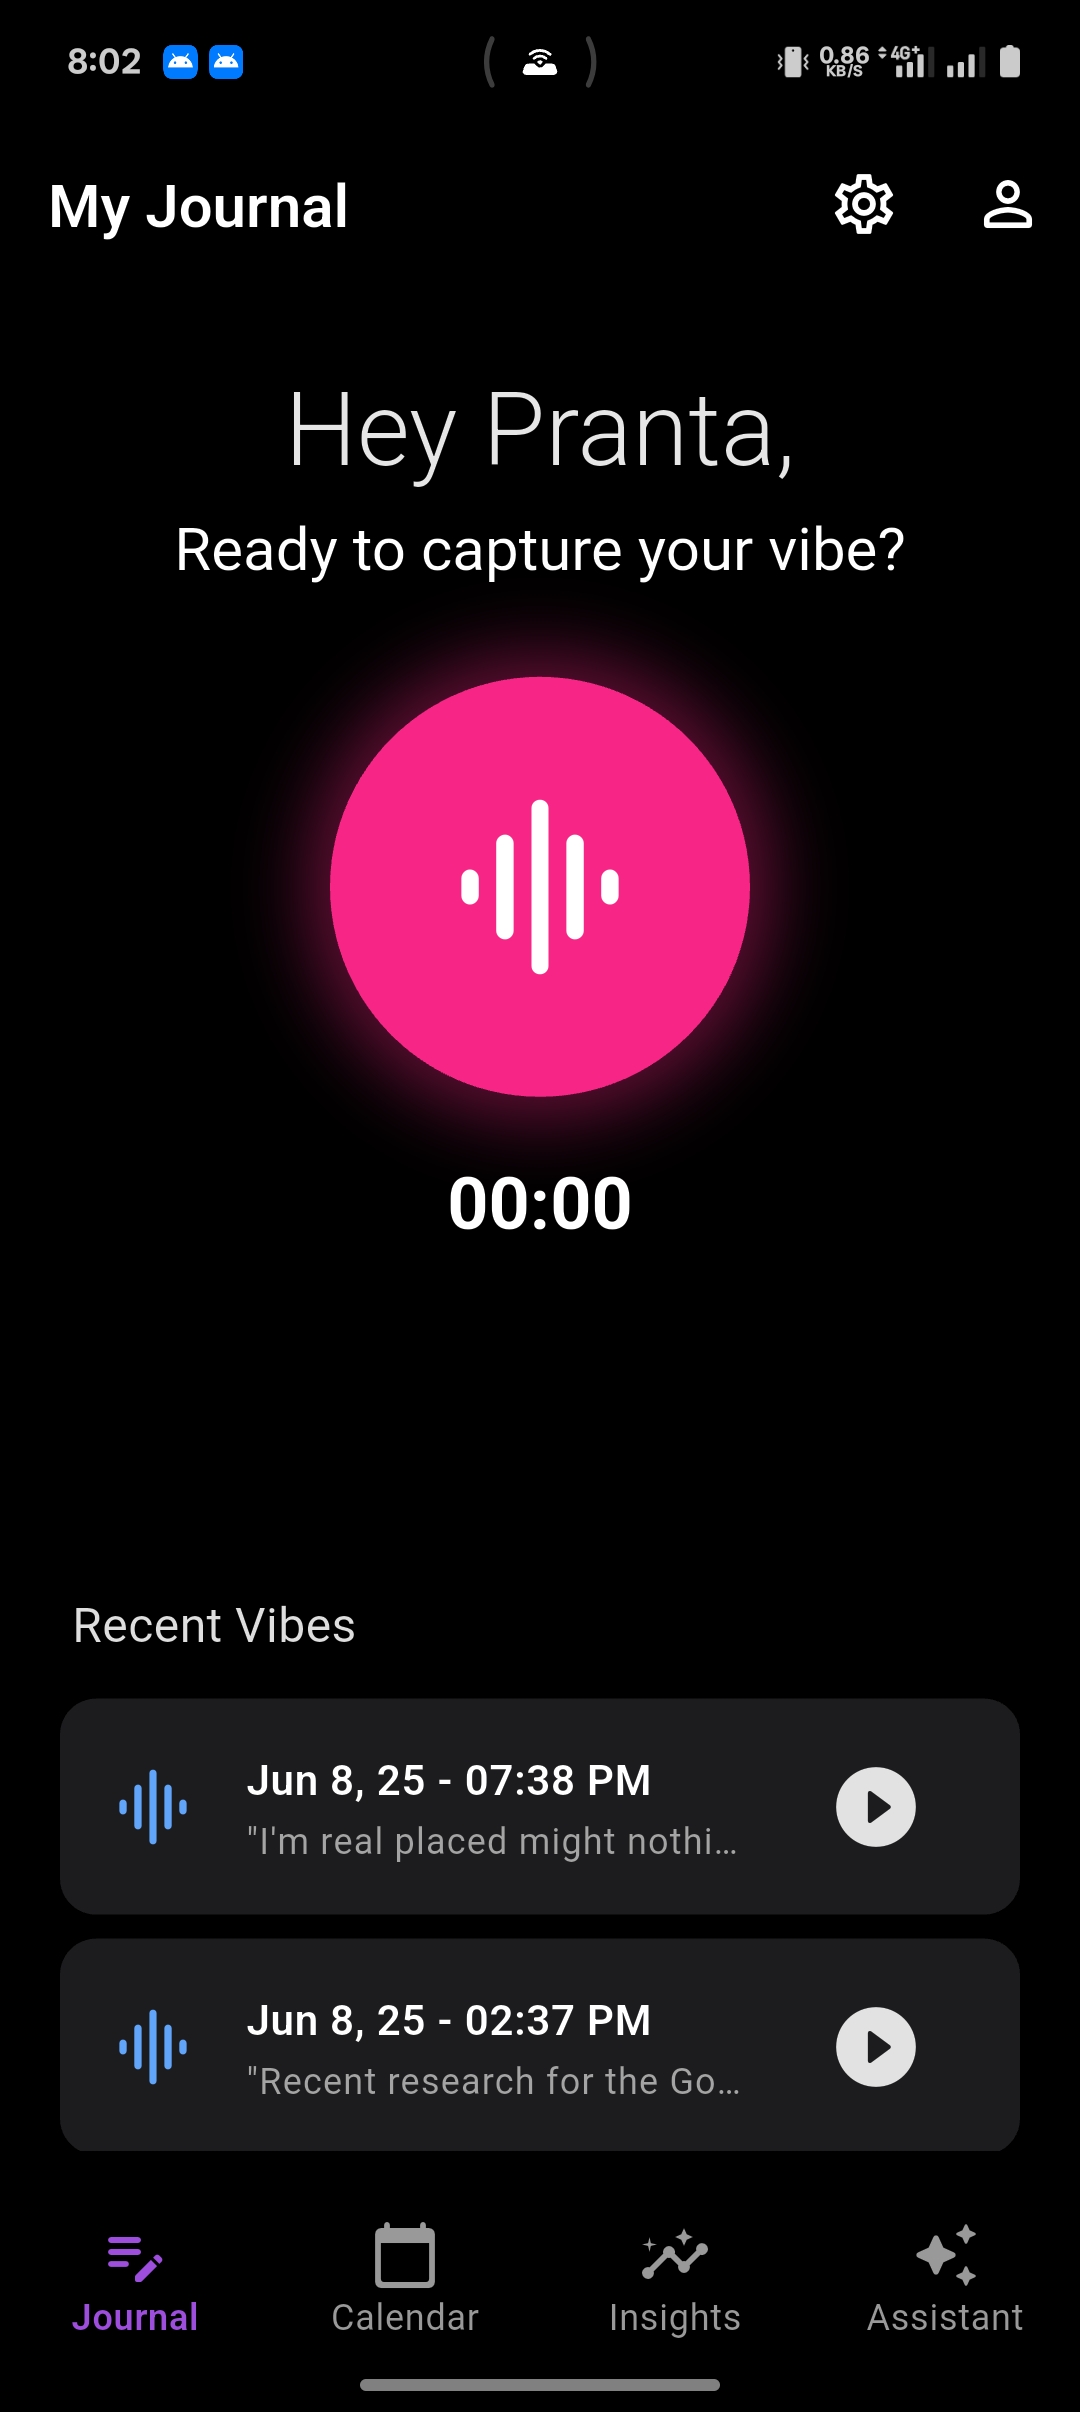 8:02
0.86
KB/S
4G+
My Journal
Hey Pranta,
Ready to capture your vibe?
00:00
Recent Vibes
Jun 8, 25 - 07:38 PM
"I'm real placed might nothi...
Jun 8, 25 - 02:37 PM
"Recent research for the Go...
Journal
Calendar
Insights
Assistant